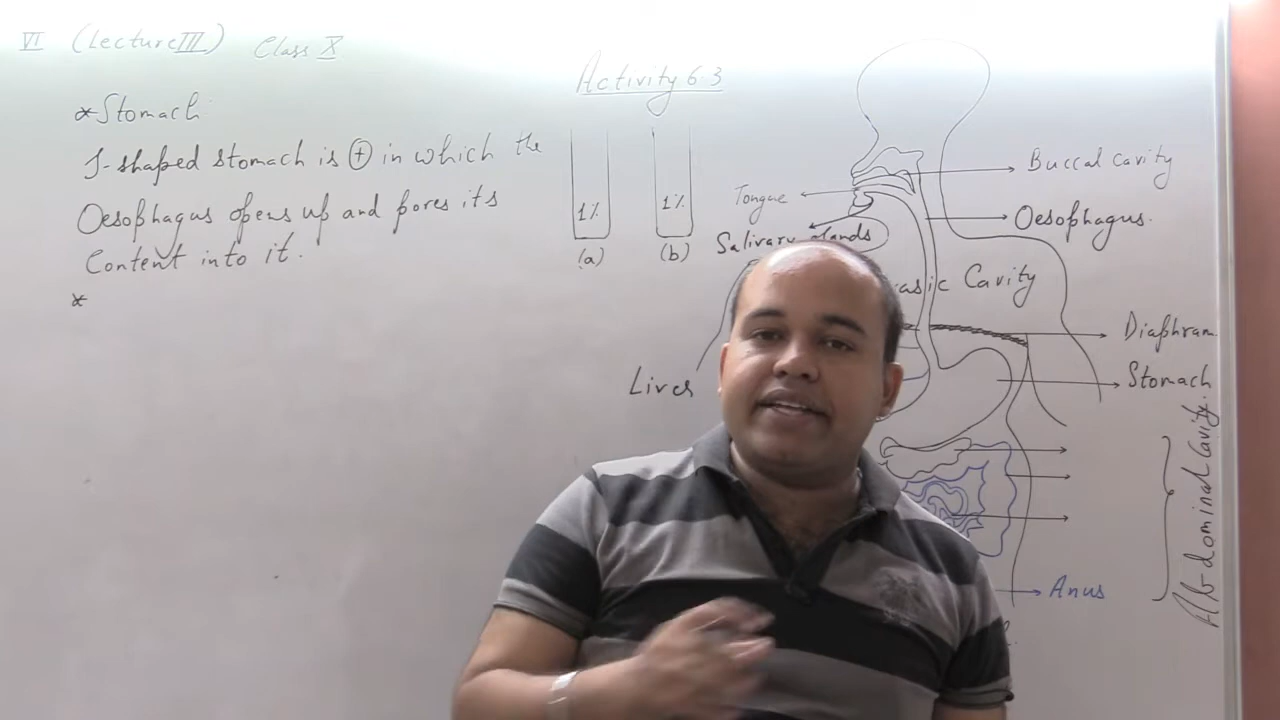 VI (Lecture III) Class X
*Stomach
J-shaped stomach is (+) in which the
Oesophagus opens up and pores its
Content into it.
*
Activity 6.3
1% 1%
(a) (b)
Buccal cavity
Tongue
Oesophagus.
Salivary glands
asic Cavity
Diaphram
Stomach
Liver
Abdominal Cavity.
Anus